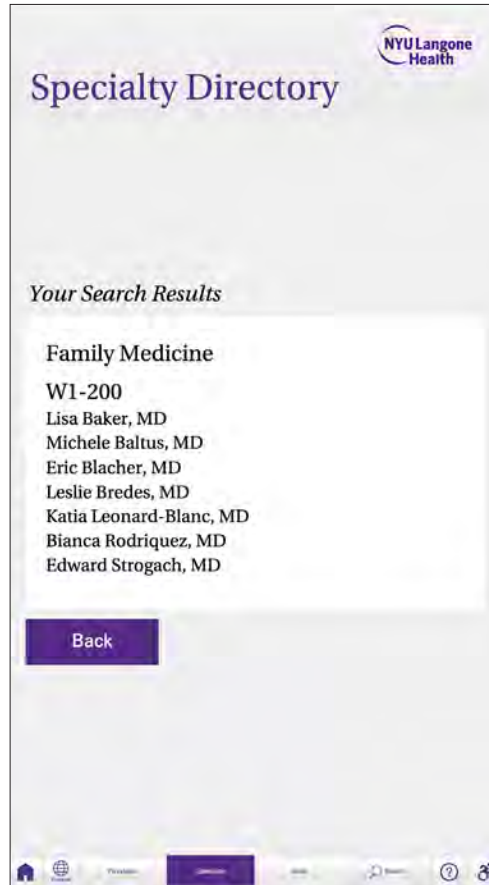 NYU Langone
Health
Specialty Directory
Your Search Results
Family Medicine
W1-200
Lisa Baker, MD
Michele Baltus, MD
Eric Blacher, MD
Leslie Bredes, MD
Katia Leonard-Blanc, MD
Bianca Rodriquez, MD
Edward Strogach, MD
Back